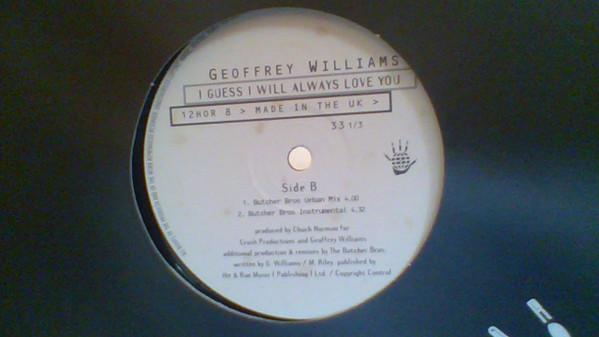 GEOFFREY WILLIAMS
I GUESS I WILL ALWAYS LOVE YOU
12HOR 8 > MADE IN THE UK >
33 1/3
Side B
1. Butcher Bros Urban Mix 4.00
2. Butcher Bros Instrumental 4.32
produced by Chuck Norman for
Crush Productions and Geoffrey Williams
additional production & remixes by The Butcher Bros.
written by G. Williams / M. Riley. published by
Hit & Run Music ( Publishing ) Ltd. / Copyright Control